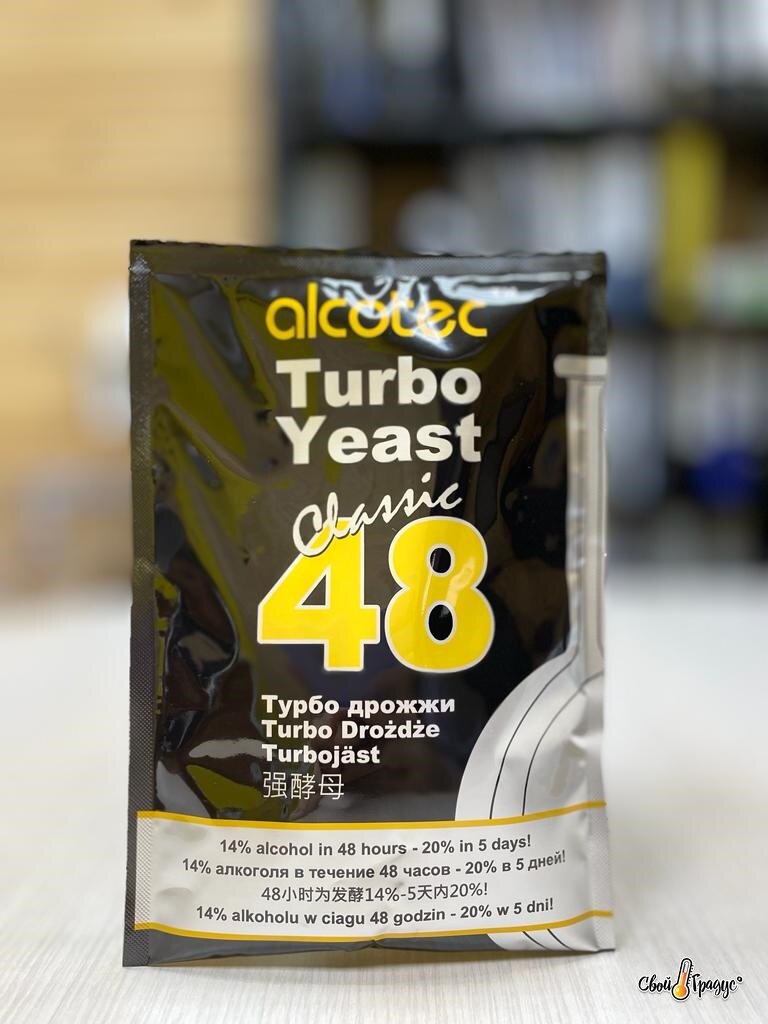 alcotec
Turbo
Yeast
Classic
48
Турбо дрожжи
Turbo Drożdże
Turbojäst
强酵母
14% alcohol in 48 hours - 20% in 5 days!
14% алкоголя в течение 48 часов - 20% в 5 дней!
48小时为发酵14%-5天内20%!
14% alkoholu w ciagu 48 godzin - 20% w 5 dni!
Свой Градус°